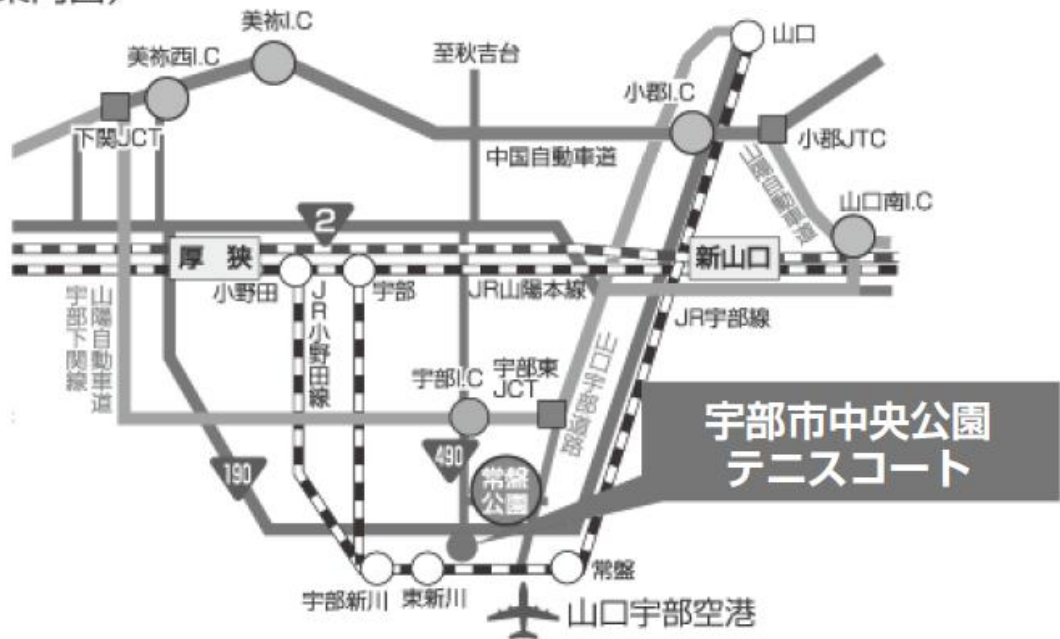 美祢I.C
山口
美祢西I.C
至秋吉台
小郡I.C
下関JCT
中国自動車道
小郡JTC
山陽自動車道
山口南I.C
2
厚狭
新山口
小野田
宇部
JR山陽本線
JR宇部線
山陽自動車道
宇部下関線
JR小野田線
山口宇部道路
宇部I.C
宇部東
JCT
宇部市中央公園
テニスコート
490
190
常盤
公園
宇部新川
東新川
常盤
山口宇部空港